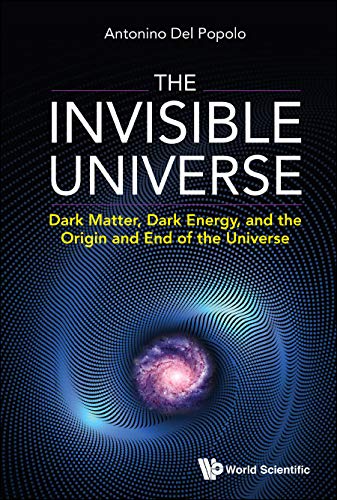 Antonino Del Popolo
THE
INVISIBLE
UNIVERSE
Dark Matter, Dark Energy, and the
Origin and End of the Universe
World Scientific